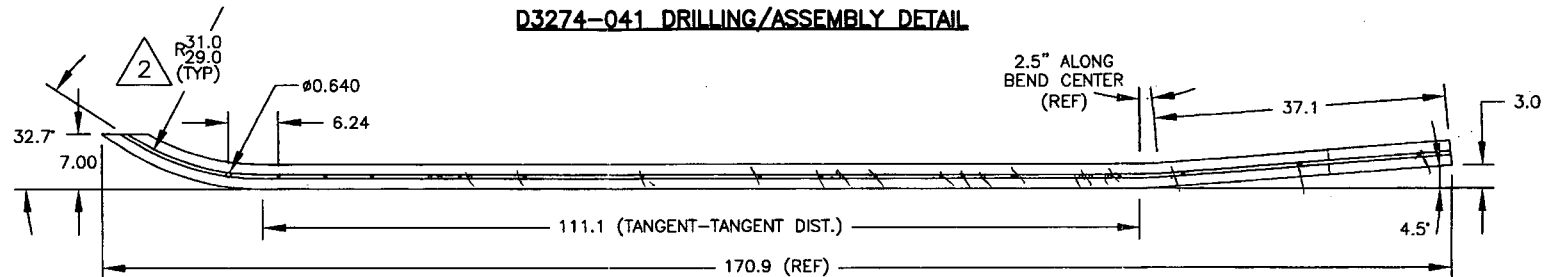 D3274-041 DRILLING/ASSEMBLY DETAIL
2
R31.0
29.0
(TYP)
ø0.640
2.5" ALONG
BEND CENTER
(REF)
37.1
3.0
32.7°
6.24
7.00
111.1 (TANGENT-TANGENT DIST.)
4.5°
170.9 (REF)